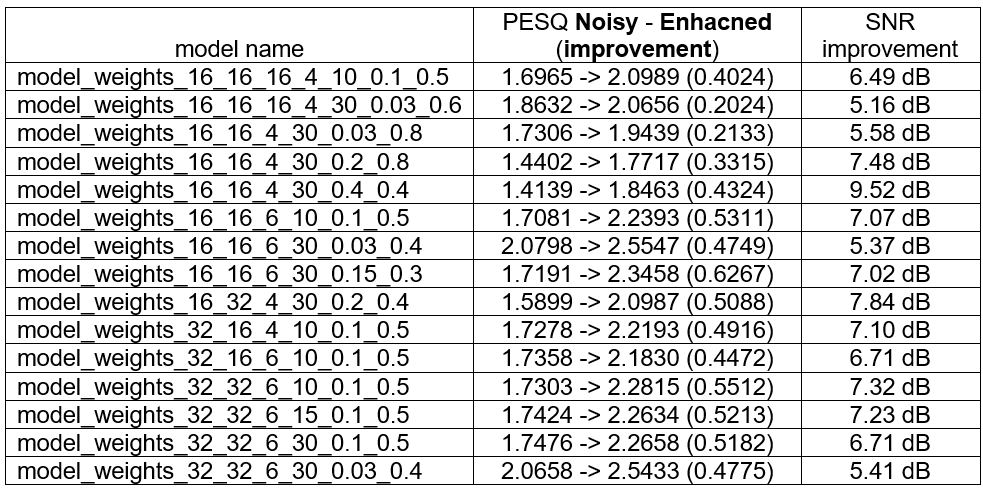 model name
PESQ Noisy - Enhacned
(improvement)
SNR
improvement
model_weights_16_16_16_4_10_0.1_0.5 1.6965 -> 2.0989 (0.4024) 6.49 dB
model_weights_16_16_16_4_30_0.03_0.6 1.8632 -> 2.0656 (0.2024) 5.16 dB
model_weights_16_16_4_30_0.03_0.8 1.7306 -> 1.9439 (0.2133) 5.58 dB
model_weights_16_16_4_30_0.2_0.8 1.4402 -> 1.7717 (0.3315) 7.48 dB
model_weights_16_16_4_30_0.4_0.4 1.4139 -> 1.8463 (0.4324) 9.52 dB
model_weights_16_16_6_10_0.1_0.5 1.7081 -> 2.2393 (0.5311) 7.07 dB
model_weights_16_16_6_30_0.03_0.4 2.0798 -> 2.5547 (0.4749) 5.37 dB
model_weights_16_16_6_30_0.15_0.3 1.7191 -> 2.3458 (0.6267) 7.02 dB
model_weights_16_32_4_30_0.2_0.4 1.5899 -> 2.0987 (0.5088) 7.84 dB
model_weights_32_16_4_10_0.1_0.5 1.7278 -> 2.2193 (0.4916) 7.10 dB
model_weights_32_16_6_10_0.1_0.5 1.7358 -> 2.1830 (0.4472) 6.71 dB
model_weights_32_32_6_10_0.1_0.5 1.7303 -> 2.2815 (0.5512) 7.32 dB
model_weights_32_32_6_15_0.1_0.5 1.7424 -> 2.2634 (0.5213) 7.23 dB
model_weights_32_32_6_30_0.1_0.5 1.7476 -> 2.2658 (0.5182) 6.71 dB
model_weights_32_32_6_30_0.03_0.4 2.0658 -> 2.5433 (0.4775) 5.41 dB